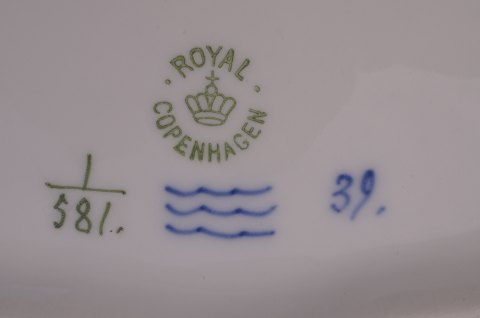 ROYAL
COPENHAGEN
1
581.
39.